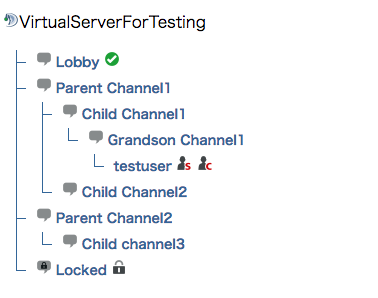 VirtualServerForTesting
Lobby
Parent Channel1
Child Channel1
Grandson Channel1
testuser S C
Child Channel2
Parent Channel2
Child channel3
Locked